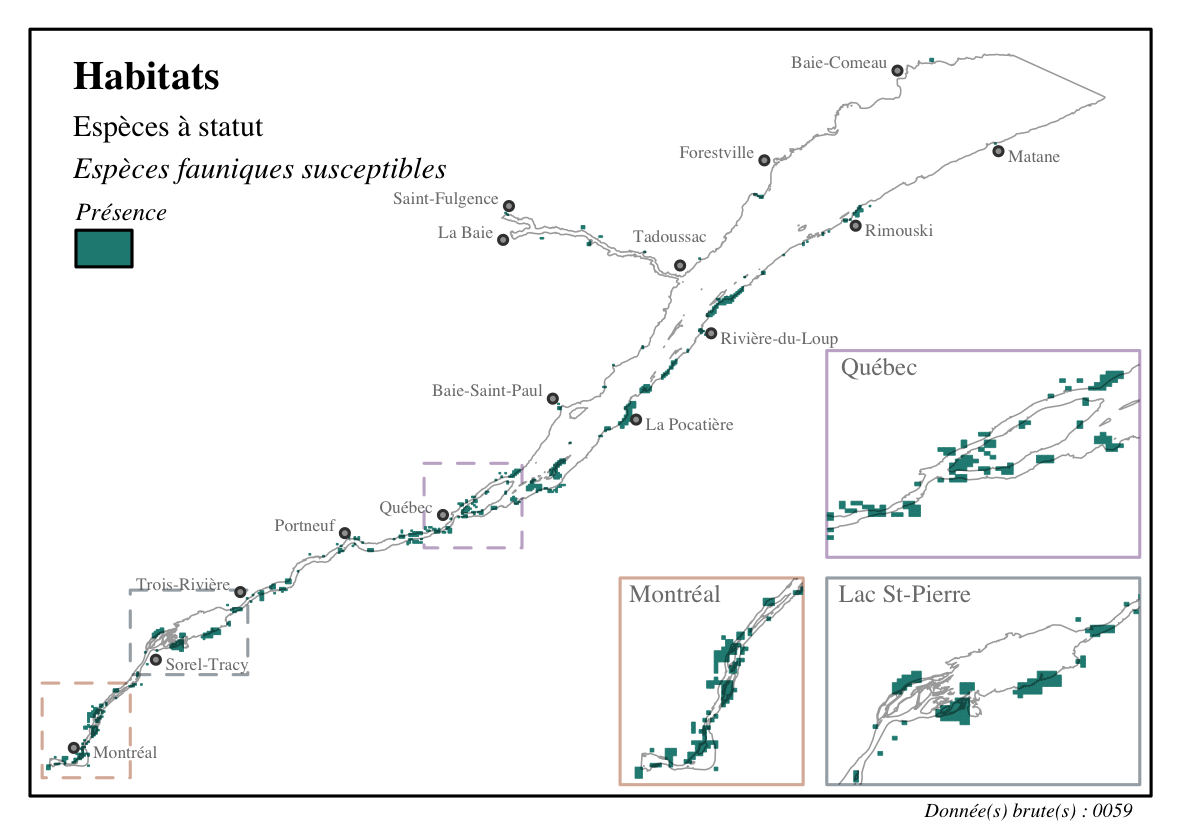 Habitats
Espèces à statut
Espèces fauniques susceptibles
Présence
Baie-Comeau
Forestville
Matane
Saint-Fulgence
La Baie
Tadoussac
Rimouski
Rivière-du-Loup
Baie-Saint-Paul
La Pocatière
Québec
Portneuf
Trois-Rivière
Sorel-Tracy
Montréal
Québec
Montréal
Lac St-Pierre
Donnée(s) brute(s) : 0059